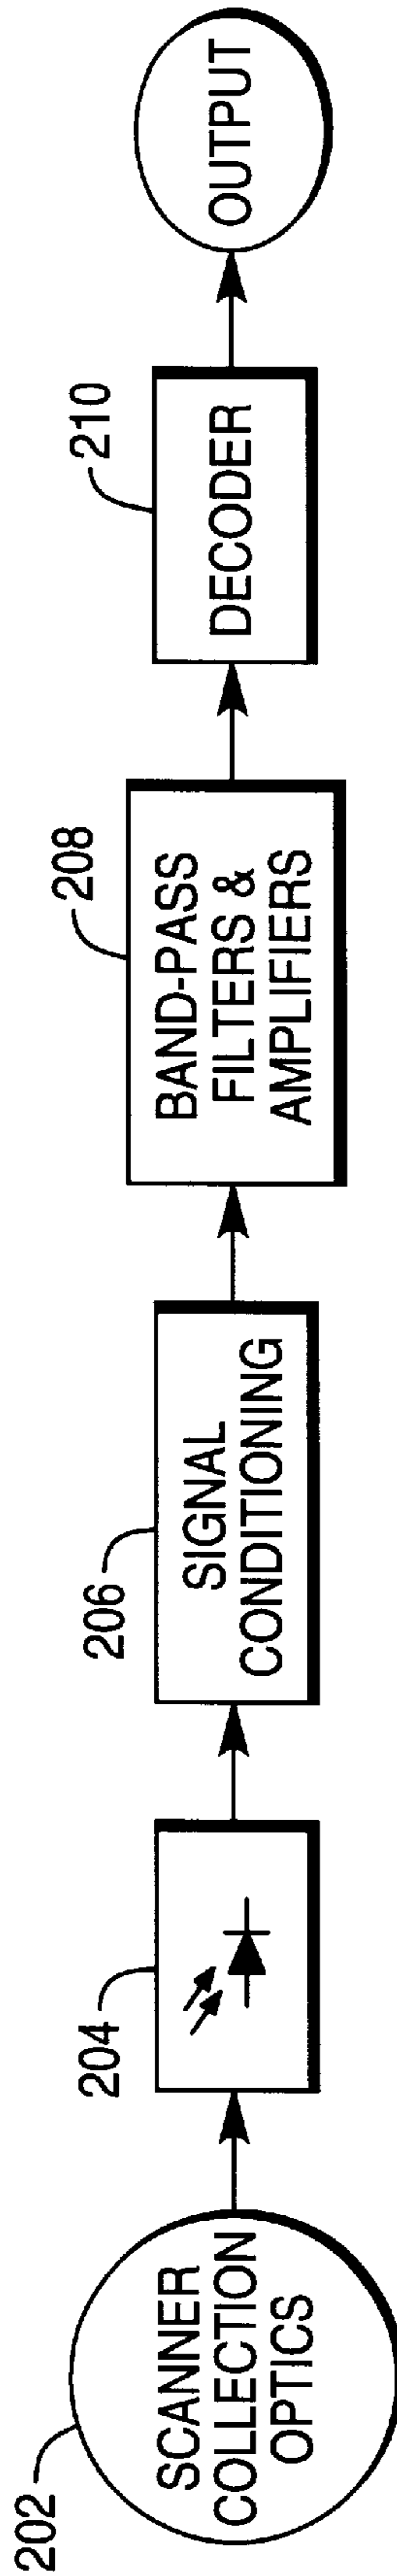 202
SCANNER
COLLECTION
OPTICS
204
206
SIGNAL
CONDITIONING
208
BAND-PASS
FILTERS &
AMPLIFIERS
210
DECODER
OUTPUT